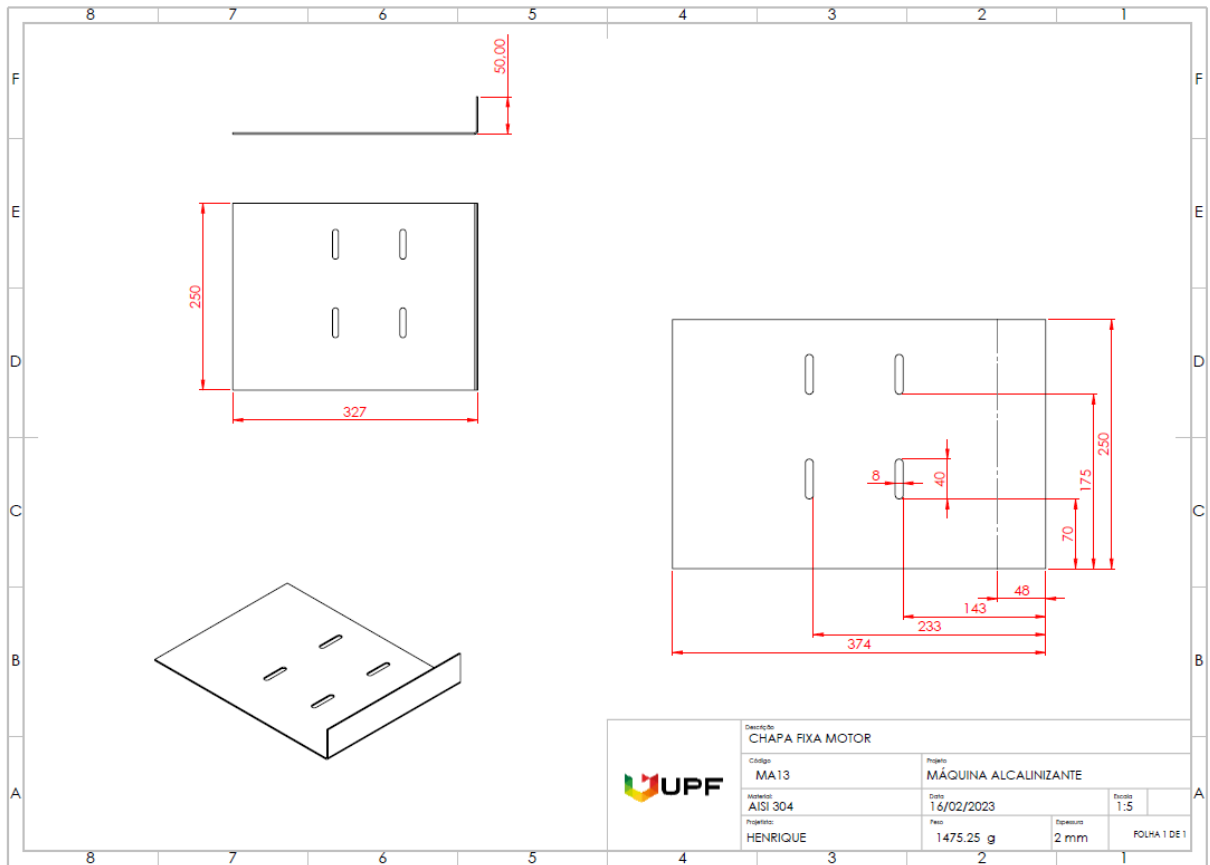 8 7 6 5 4 3 2 1
F F
50,00
E E
250
327
D D
8
40
70
175
250
C C
48
143
233
374
B B
Descrição
CHAPA FIXA MOTOR
Código
MA13
Projeto
MÁQUINA ALCALINIZANTE
UPF
Material:
AISI 304
Data
16/02/2023
Escala
1:5
A A
Projetista:
HENRIQUE
Peso
1475.25 g
Espessura
2 mm
FOLHA 1 DE 1
8 7 6 5 4 3 2 1